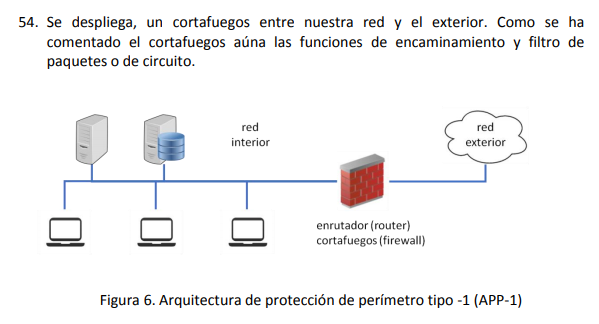 54. Se despliega, un cortafuegos entre nuestra red y el exterior. Como se ha
comentado el cortafuegos aúna las funciones de encaminamiento y filtro de
paquetes o de circuito.
red
interior
red
exterior
enrutador (router)
cortafuegos (firewall)
Figura 6. Arquitectura de protección de perímetro tipo -1 (APP-1)